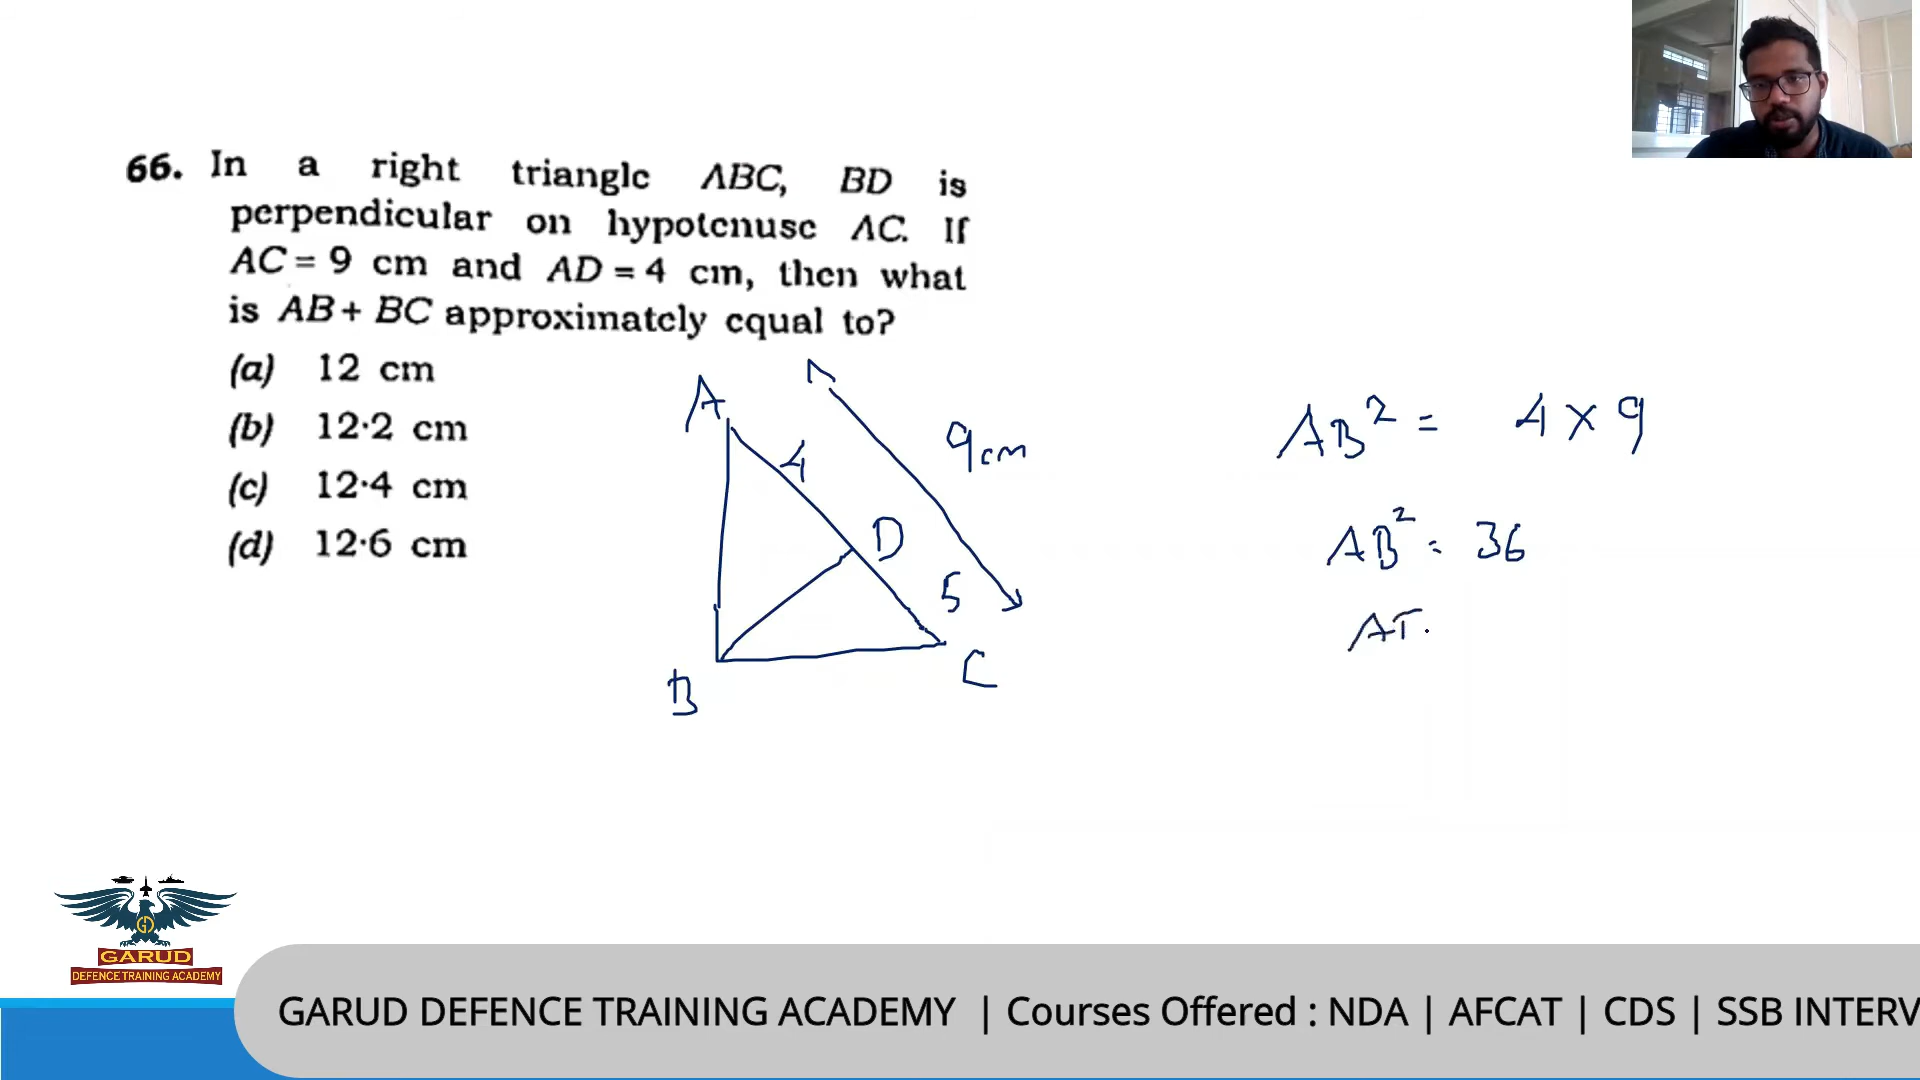 66. In a right triangle ABC, BD is
perpendicular on hypotenuse AC. If
AC = 9 cm and AD = 4 cm, then what
is AB + BC approximately equal to?
(a) 12 cm
(b) 12·2 cm
(c) 12·4 cm
(d) 12·6 cm
A
4
9cm
D
5
B
C
AB² = 4 × 9
AB² = 36
A
GARUD
DEFENCE TRAINING ACADEMY
GARUD DEFENCE TRAINING ACADEMY | Courses Offered : NDA | AFCAT | CDS | SSB INTERV